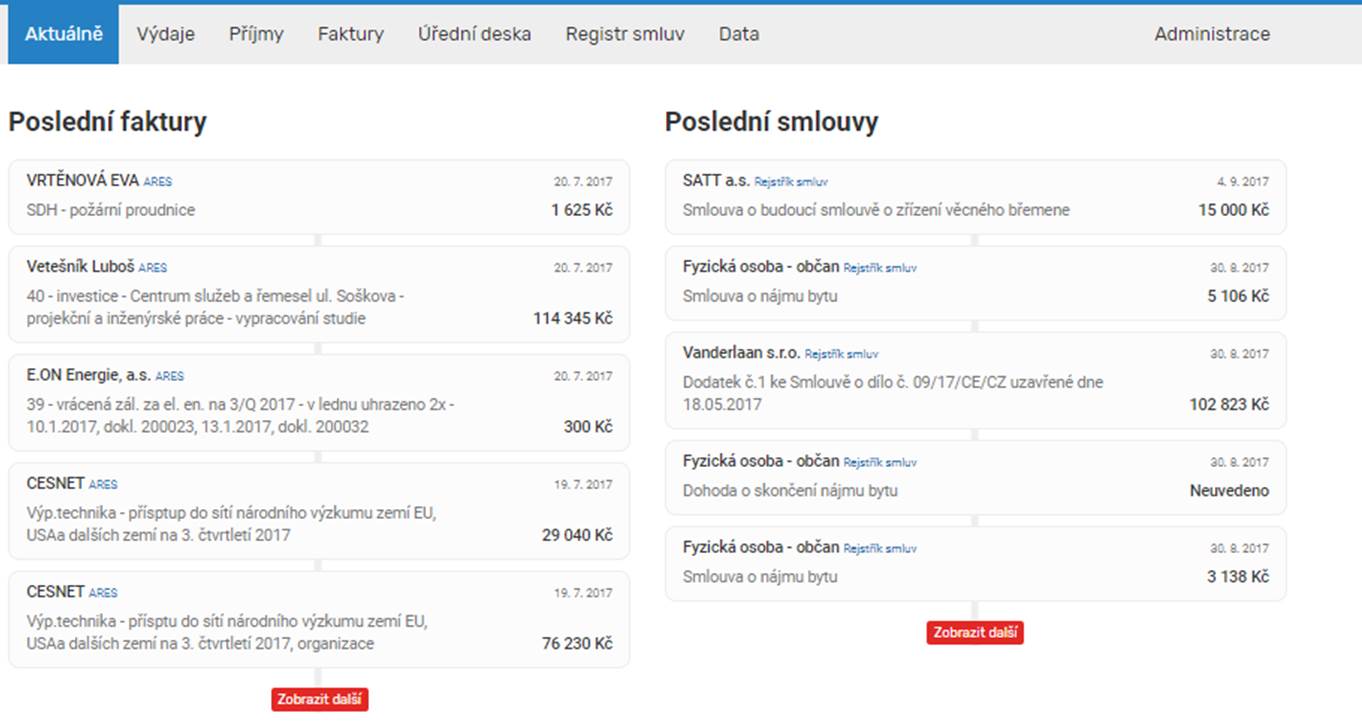 Aktuálně Výdaje Příjmy Faktury Úřední deska Registr smluv Data Administrace
Poslední faktury
VRTĚNOVÁ EVA ARES 20. 7. 2017
SDH - požární proudnice 1 625 Kč
Vetešník Luboš ARES 20. 7. 2017
40 - investice - Centrum služeb a řemesel ul. Soškova -
projekční a inženýrské práce - vypracování studie 114 345 Kč
E.ON Energie, a.s. ARES 20. 7. 2017
39 - vrácená zál. za el. en. na 3/Q 2017 - v lednu uhrazeno 2x -
10.1.2017, dokl. 200023, 13.1.2017, dokl. 200032 300 Kč
CESNET ARES 19. 7. 2017
Výp.technika - přísptup do sítí národního výzkumu zemí EU,
USAa dalších zemí na 3. čtvrtletí 2017 29 040 Kč
CESNET ARES 19. 7. 2017
Výp.technika - přísptu do sítí národního výzkumu zemí EU,
USAa dalších zemí na 3. čtvrtletí 2017, organizace 76 230 Kč
Zobrazit další
Poslední smlouvy
SATT a.s. Rejstřík smluv 4. 9. 2017
Smlouva o budoucí smlouvě o zřízení věcného břemene 15 000 Kč
Fyzická osoba - občan Rejstřík smluv 30. 8. 2017
Smlouva o nájmu bytu 5 106 Kč
Vanderlaan s.r.o. Rejstřík smluv 30. 8. 2017
Dodatek č.1 ke Smlouvě o dílo č. 09/17/CE/CZ uzavřené dne
18.05.2017 102 823 Kč
Fyzická osoba - občan Rejstřík smluv 30. 8. 2017
Dohoda o skončení nájmu bytu Neuvedeno
Fyzická osoba - občan Rejstřík smluv 30. 8. 2017
Smlouva o nájmu bytu 3 138 Kč
Zobrazit další